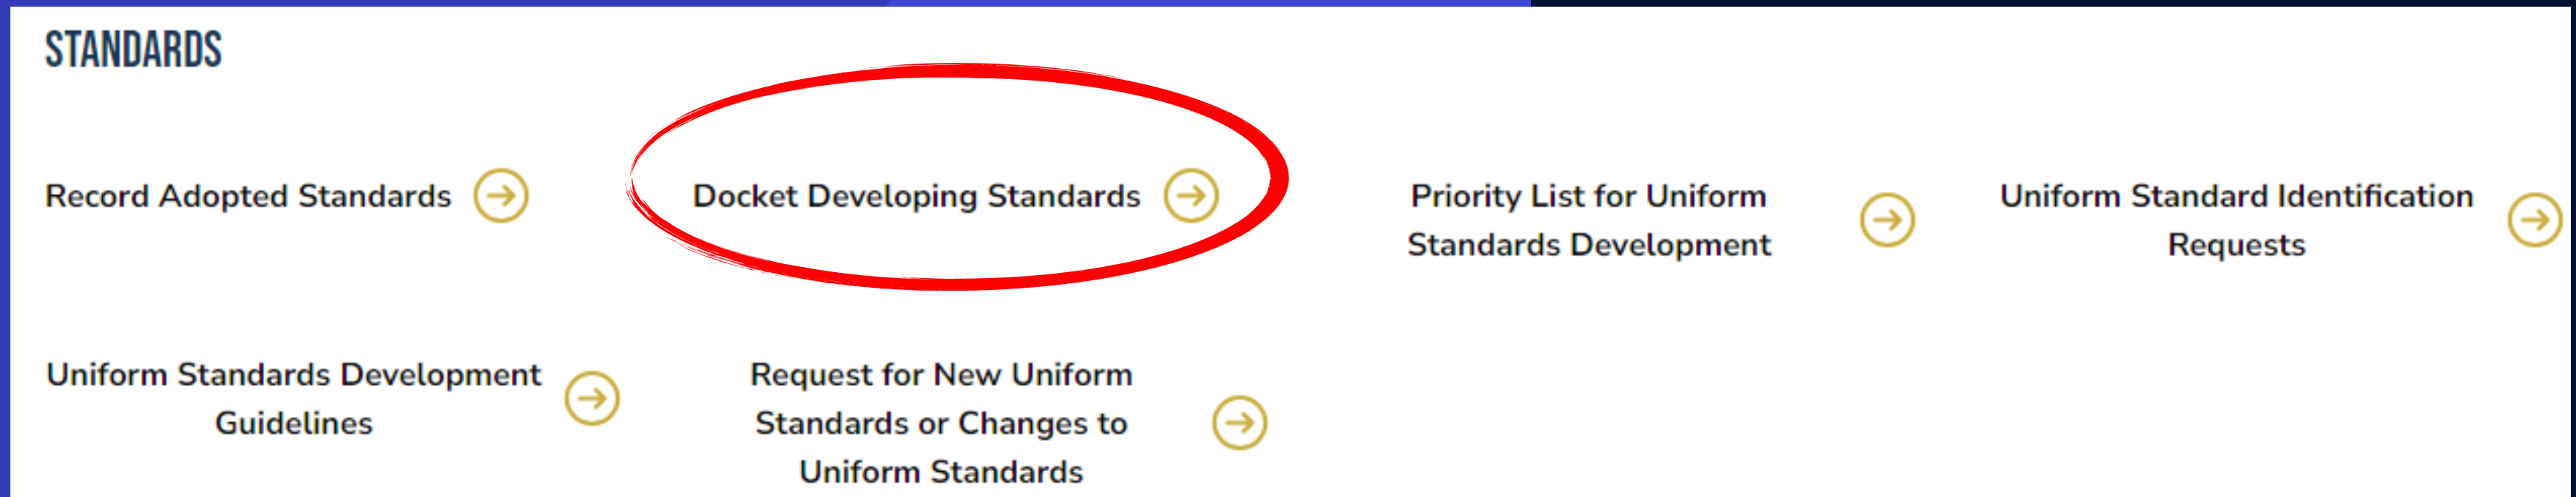 STANDARDS
Record Adopted Standards
Docket Developing Standards
Priority List for Uniform
Standards Development
Uniform Standard Identification
Requests
Uniform Standards Development
Guidelines
Request for New Uniform
Standards or Changes to
Uniform Standards